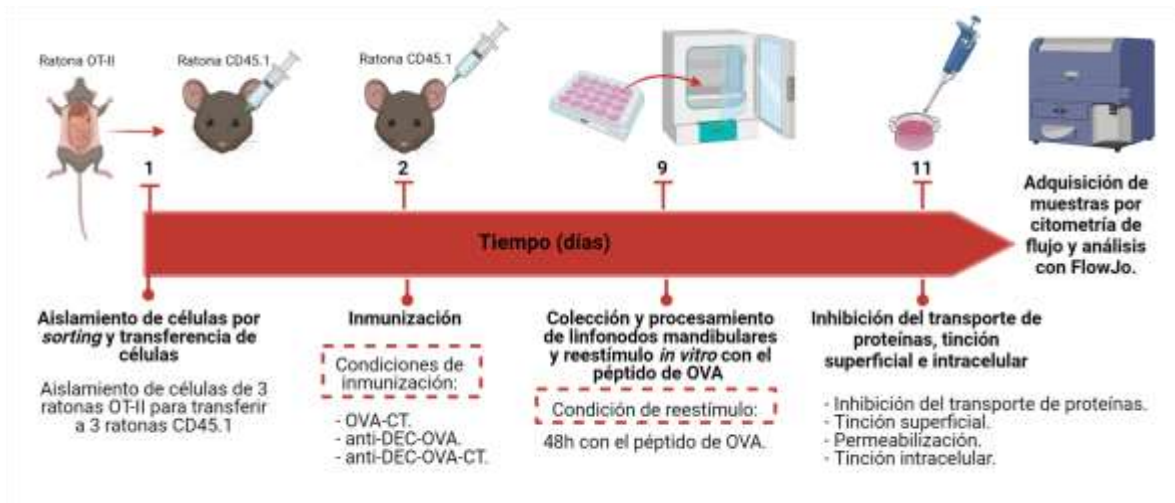 Ratona OT-II
Ratona CD45.1
Ratona CD45.1
1
2
9
11
Adquisición de
muestras por
citometría de
flujo y análisis
con FlowJo.
Tiempo (días)
Aislamiento de células por
sorting y transferencia de
células
Aislamiento de células de 3
ratonas OT-II para transferir
a 3 ratonas CD45.1
Inmunización
Condiciones de
inmunización:
- OVA-CT.
- anti-DEC-OVA.
- anti-DEC-OVA-CT.
Colección y procesamiento
de linfonodos mandibulares
y reestímulo in vitro con el
péptido de OVA
Condición de reestímulo:
48h con el péptido de OVA.
Inhibición del transporte de
proteínas, tinción
superficial e intracelular
- Inhibición del transporte de proteínas.
- Tinción superficial.
- Permeabilización.
- Tinción intracelular.